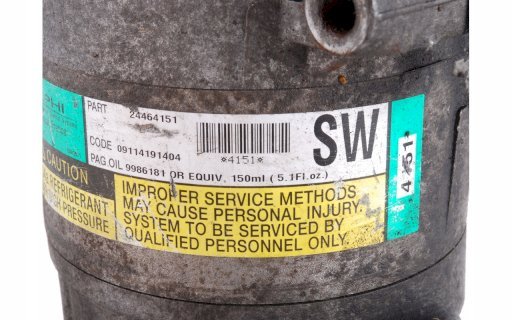 PART 24464151
CODE 09114191404
*4151*
SW
PAG OIL 9986181 OR EQUIV. 150ml (5.1Fl.oz.)
4151*
CAUTION
REFRIGERANT
PRESSURE
IMPROPER SERVICE METHODS
MAY CAUSE PERSONAL INJURY.
SYSTEM TO BE SERVICED BY
QUALIFIED PERSONNEL ONLY.